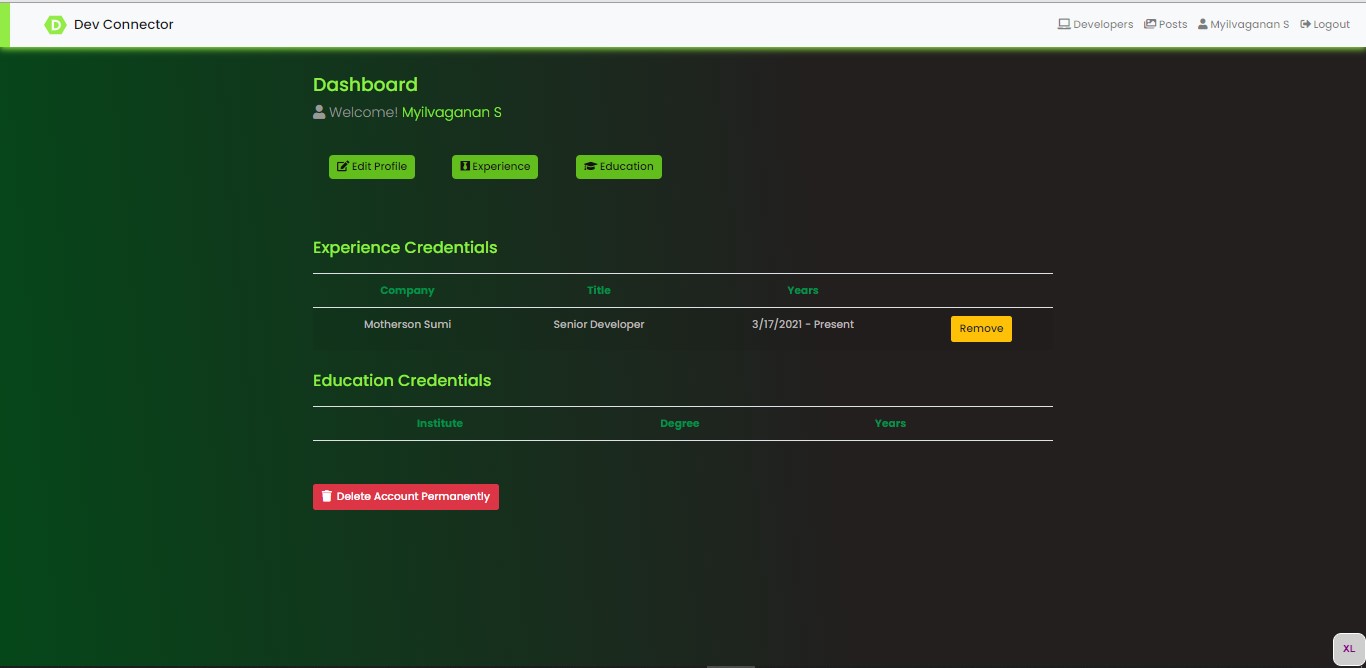 D Dev Connector Developers Posts Myilvaganan S Logout
Dashboard
Welcome! Myilvaganan S
Edit Profile Experience Education
Experience Credentials
Company Title Years
Motherson Sumi Senior Developer 3/17/2021 - Present Remove
Education Credentials
Institute Degree Years
Delete Account Permanently
XL